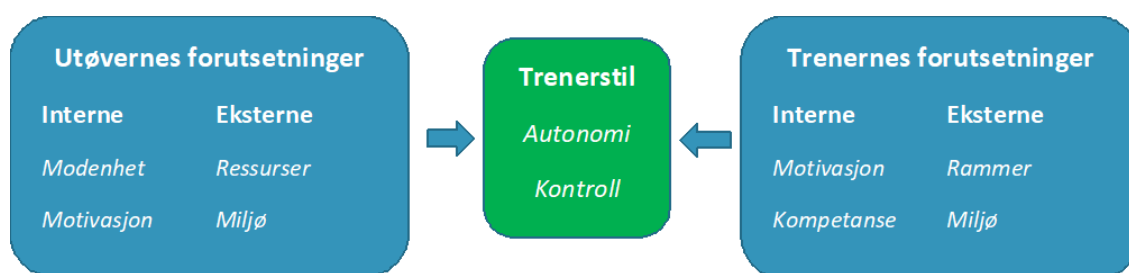 Utøvernes forutsetninger
Interne Eksterne
Modenhet Ressurser
Motivasjon Miljø
Trenerstil
Autonomi
Kontroll
Trenernes forutsetninger
Interne Eksterne
Motivasjon Rammer
Kompetanse Miljø